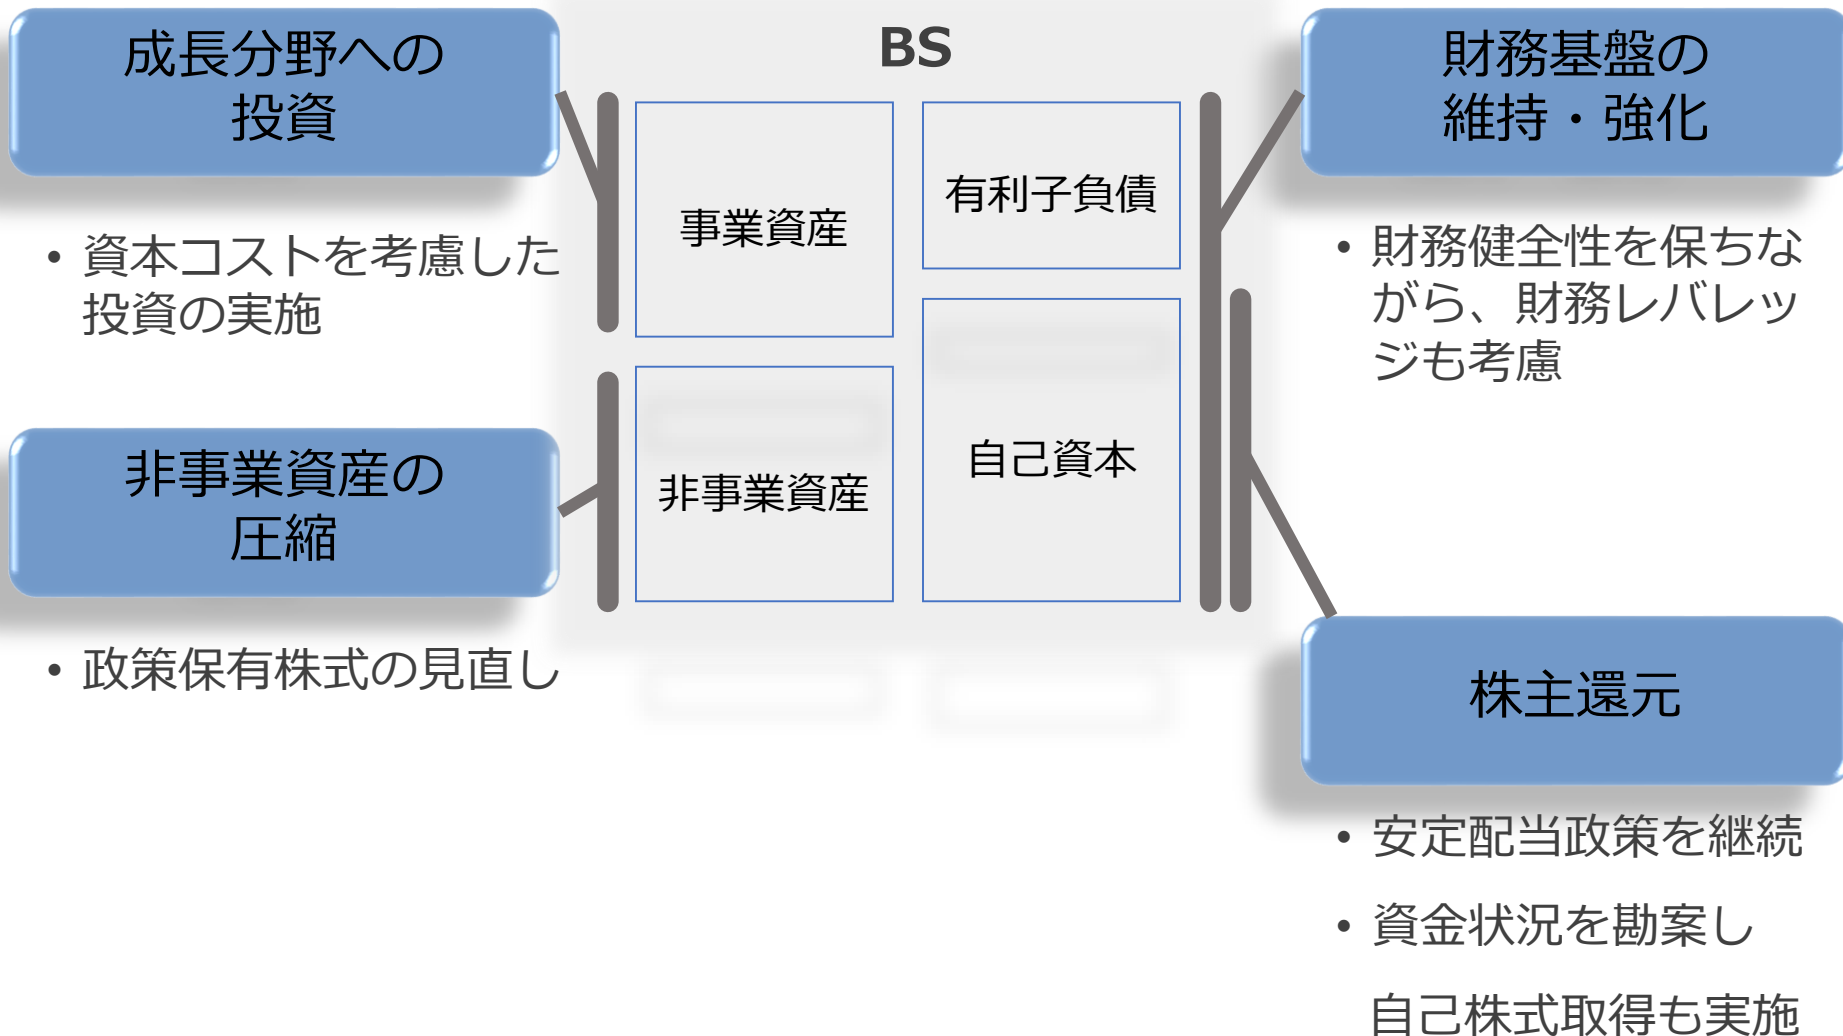 成長分野への
投資
・資本コストを考慮した
投資の実施
非事業資産の
圧縮
・政策保有株式の見直し
BS
事業資産
非事業資産
有利子負債
自己資本
財務基盤の
維持・強化
・財務健全性を保ちな
がら、財務レバレッ
ジも考慮
株主還元
・安定配当政策を継続
・資金状況を勘案し
自己株式取得も実施